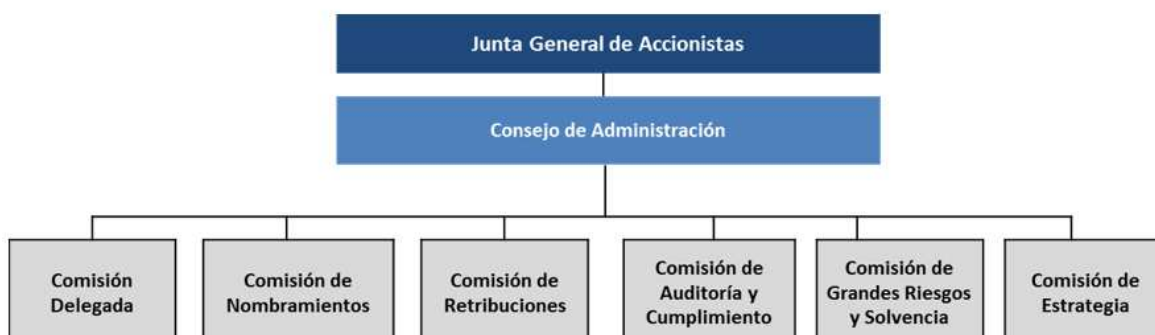 Junta General de Accionistas
Consejo de Administración
Comisión
Delegada
Comisión de
Nombramientos
Comisión de
Retribuciones
Comisión de
Auditoría y
Cumplimiento
Comisión de
Grandes Riesgos
y Solvencia
Comisión de
Estrategia